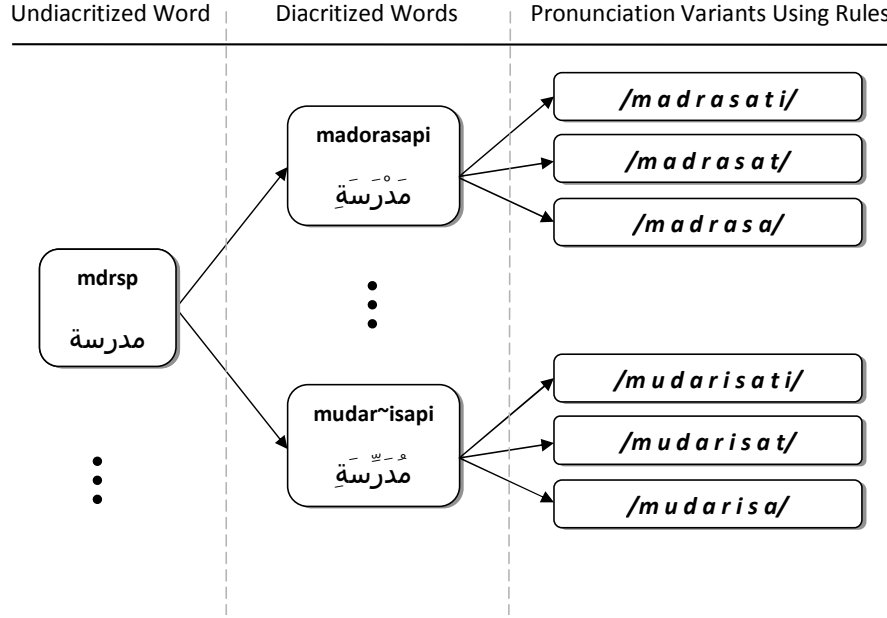 Undiacritized Word
Diacritized Words
Pronunciation Variants Using Rules
mdrsp
مدرسة
madorasapi
مَدْرَسَةِ
mudar~isapi
مُدَرِّسَةِ
/m a d r a s a t i/
/m a d r a s a t/
/m a d r a s a/
/m u d a r i s a t i/
/m u d a r i s a t/
/m u d a r i s a/